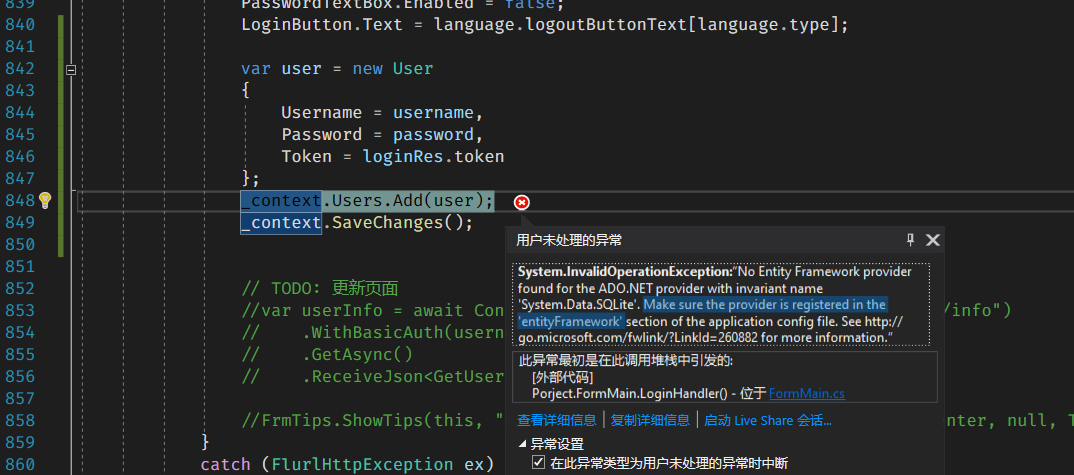 839 PasswordTextBox.Enabled = false;
840 LoginButton.Text = language.logoutButtonText[language.type];
841
842 var user = new User
843 {
844 Username = username,
845 Password = password,
846 Token = loginRes.token
847 };
848 _context.Users.Add(user);
849 _context.SaveChanges();
850
用户未处理的异常
System.InvalidOperationException:"No Entity Framework provider
found for the ADO.NET provider with invariant name
'System.Data.SQLite'. Make sure the provider is registered in the
'entityFramework' section of the application config file. See http://
go.microsoft.com/fwlink/?LinkId=260882 for more information."
此异常最初是在此调用堆栈中引发的:
[外部代码]
Porject.FormMain.LoginHandler() - 位于 FormMain.cs
查看详细信息 | 复制详细信息 | 启动 Live Share 会话...
异常设置
在此异常类型为用户未处理的异常时中断
851
852 // TODO: 更新页面
853 //var userInfo = await Con /info")
854 // .WithBasicAuth(usern
855 // .GetAsync()
856 // .ReceiveJson<GetUser
857
858 //FrmTips.ShowTips(this, " nter, null, T
859 }
860 catch (FlurlHttpException ex)